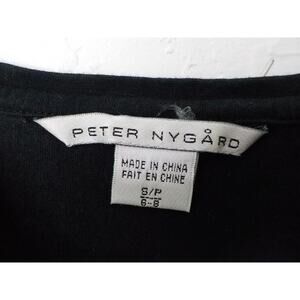 PETER NYGÅRD
MADE IN CHINA
FAIT EN CHINE
S/P
6-8